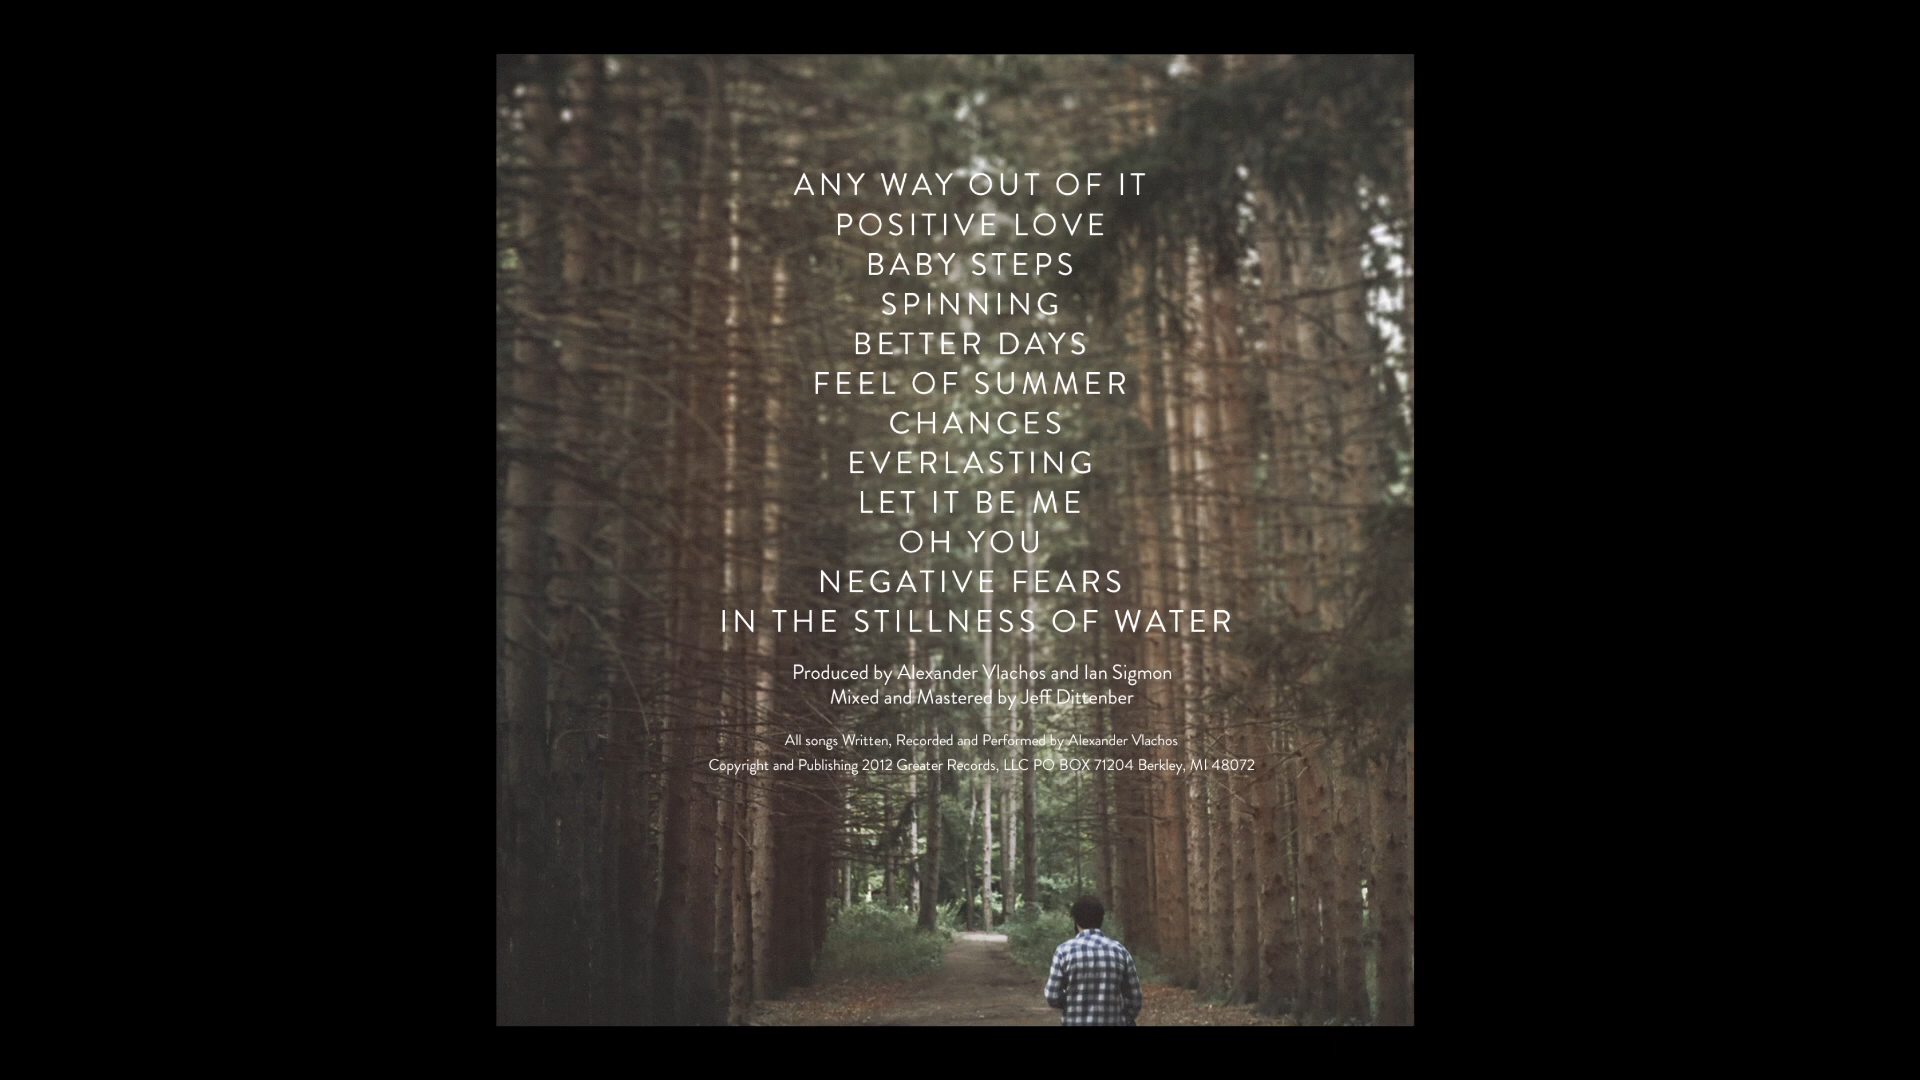 ANY WAY OUT OF IT
POSITIVE LOVE
BABY STEPS
SPINNING
BETTER DAYS
FEEL OF SUMMER
CHANCES
EVERLASTING
LET IT BE ME
OH YOU
NEGATIVE FEARS
IN THE STILLNESS OF WATER
Produced by Alexander Vlachos and Ian Sigmon
Mixed and Mastered by Jeff Dittenber
All songs Written, Recorded and Performed by Alexander Vlachos
Copyright and Publishing 2012 Greater Records, LLC PO BOX 71204 Berkley, MI 48072